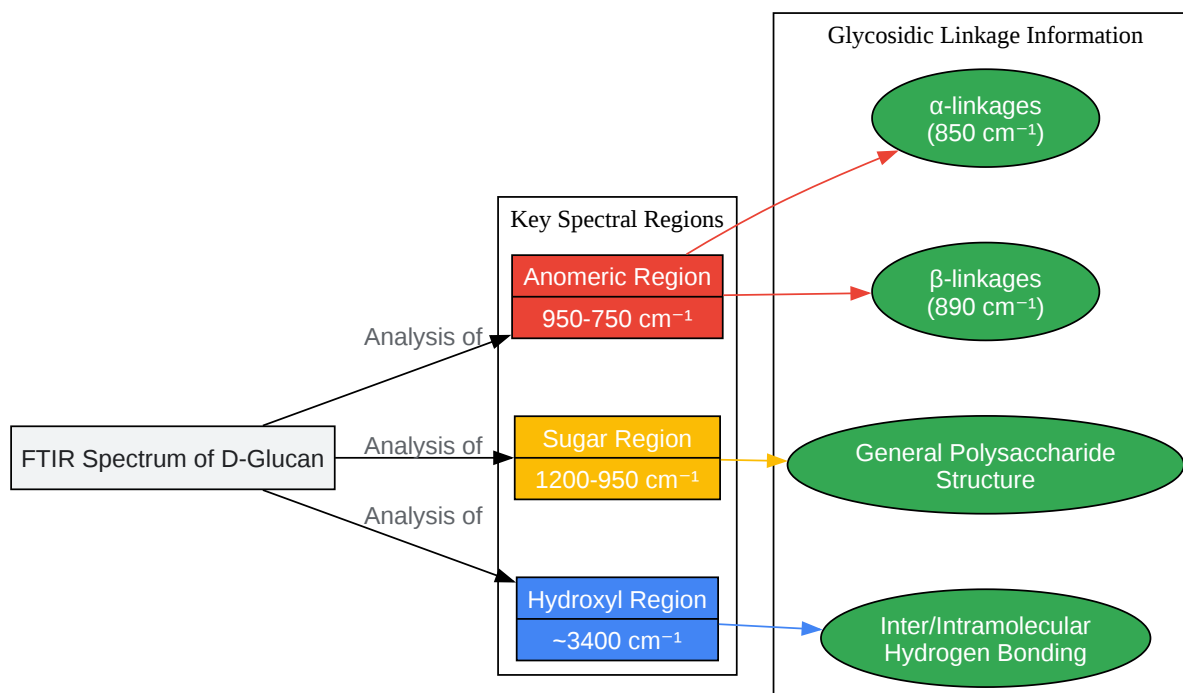 Glycosidic Linkage Information
α-linkages
(850 cm⁻¹)
Key Spectral Regions
Anomeric Region
950-750 cm⁻¹
β-linkages
(890 cm⁻¹)
Analysis of
FTIR Spectrum of D-Glucan
Analysis of
Sugar Region
1200-950 cm⁻¹
General Polysaccharide
Structure
Analysis of
Hydroxyl Region
~3400 cm⁻¹
Inter/Intramolecular
Hydrogen Bonding